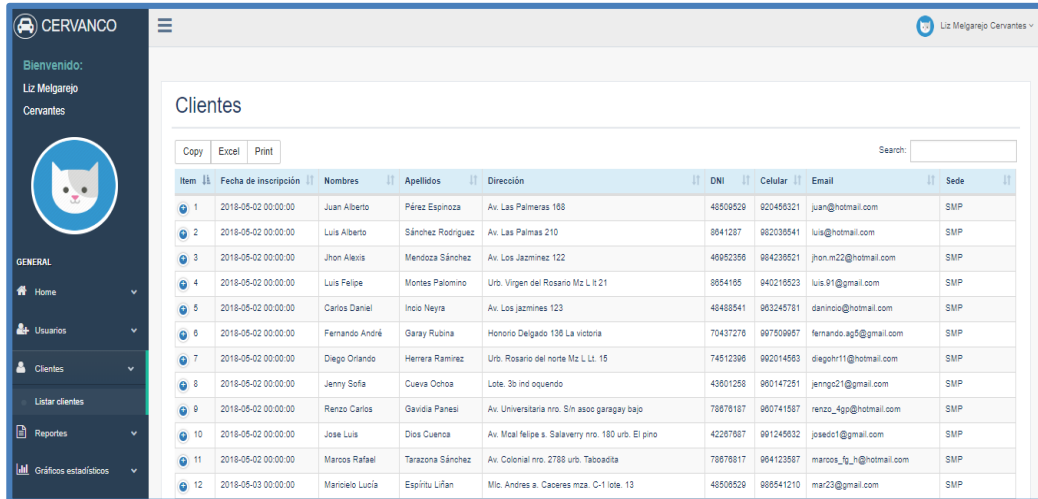 CERVANCO
Liz Melgarejo Cervantes
Bienvenido:
Liz Melgarejo
Cervantes
GENERAL
Home
Usuarios
Clientes
Listar clientes
Reportes
Gráficos estadísticos
Clientes
Copy Excel Print
Search:
Item Fecha de inscripción Nombres Apellidos Dirección DNI Celular Email Sede
1 2018-05-02 00:00:00 Juan Alberto Pérez Espinoza Av. Las Palmeras 168 48509529 920456321 juan@hotmail.com SMP
2 2018-05-02 00:00:00 Luis Alberto Sánchez Rodriguez Av. Las Palmas 210 8641287 982036541 luis@hotmail.com SMP
3 2018-05-02 00:00:00 Jhon Alexis Mendoza Sánchez Av. Los Jazminez 122 46952356 984236521 jhon.m22@hotmail.com SMP
4 2018-05-02 00:00:00 Luis Felipe Montes Palomino Urb. Virgen del Rosario Mz L lt 21 8654165 940216523 luis.91@gmail.com SMP
5 2018-05-02 00:00:00 Carlos Daniel Incio Neyra Av. Los jazmines 123 48488541 963245781 danincio@hotmail.com SMP
6 2018-05-02 00:00:00 Fernando André Garay Rubina Honorio Delgado 136 La victoria 70437276 997509957 fernando.ag5@gmail.com SMP
7 2018-05-02 00:00:00 Diego Orlando Herrera Ramirez Urb. Rosario del norte Mz L Lt. 15 74512396 992014563 diegohr11@hotmail.com SMP
8 2018-05-02 00:00:00 Jenny Sofia Cueva Ochoa Lote. 3b ind oquendo 43601258 960147251 jenngc21@gmail.com SMP
9 2018-05-02 00:00:00 Renzo Carlos Gavidia Panesi Av. Universitaria nro. S/n asoc garagay bajo 78676187 960741587 renzo_4gp@hotmail.com SMP
10 2018-05-02 00:00:00 Jose Luis Dios Cuenca Av. Mcal felipe s. Salaverry nro. 180 urb. El pino 42267687 991245632 josedc1@gmail.com SMP
11 2018-05-02 00:00:00 Marcos Rafael Tarazona Sánchez Av. Colonial nro. 2788 urb. Taboadita 78676817 964123587 marcos_fg_h@hotmail.com SMP
12 2018-05-03 00:00:00 Maricielo Lucía Espíritu Liñan Mlc. Andres a. Caceres mza. C-1 lote. 13 48506529 986541210 mar23@gmail.com SMP